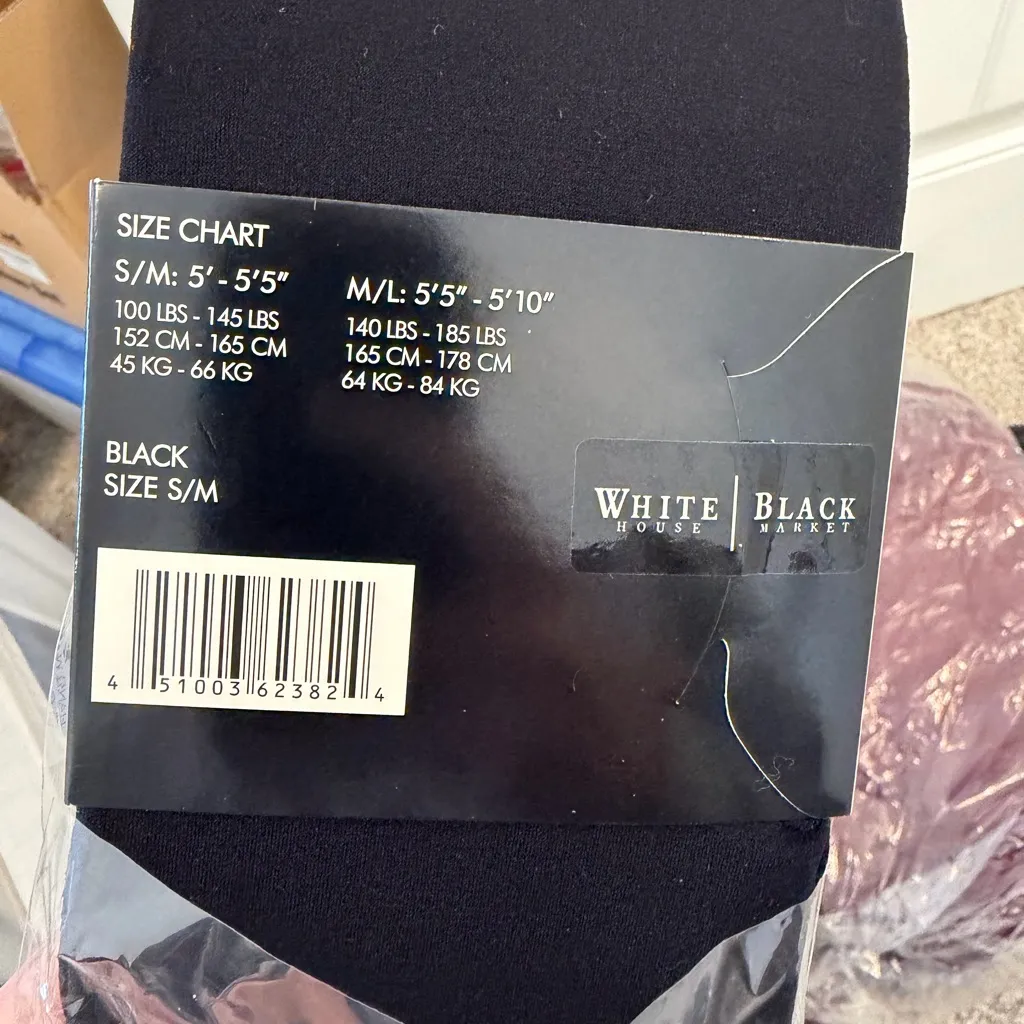 SIZE CHART
S/M: 5' - 5'5"
100 LBS - 145 LBS
152 CM - 165 CM
45 KG - 66 KG
M/L: 5'5" - 5'10"
140 LBS - 185 LBS
165 CM - 178 CM
64 KG - 84 KG
BLACK
SIZE S/M
WHITE | BLACK
HOUSE MARKET
4 51003 62382 4